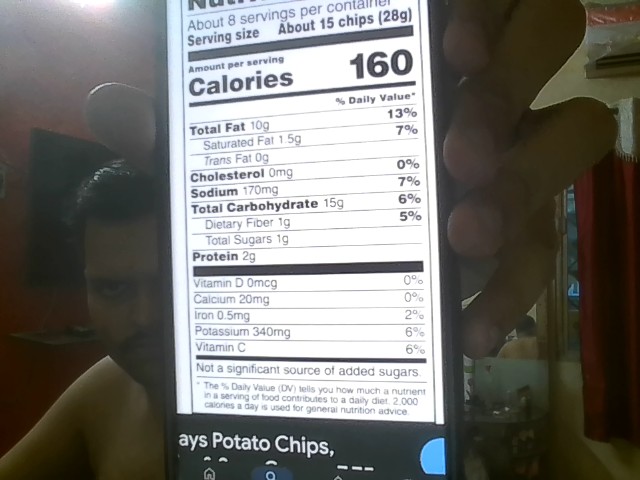 About 8 servings per container
Serving size About 15 chips (28g)
Amount per serving
Calories 160
% Daily Value*
Total Fat 10g 13%
Saturated Fat 1.5g 7%
Trans Fat 0g
Cholesterol 0mg 0%
Sodium 170mg 7%
Total Carbohydrate 15g 6%
Dietary Fiber 1g 5%
Total Sugars 1g
Protein 2g
Vitamin D 0mcg 0%
Calcium 20mg 0%
Iron 0.5mg 2%
Potassium 340mg 6%
Vitamin C 6%
Not a significant source of added sugars.
* The % Daily Value (DV) tells you how much a nutrient
in a serving of food contributes to a daily diet. 2,000
calories a day is used for general nutrition advice.
ays Potato Chips,